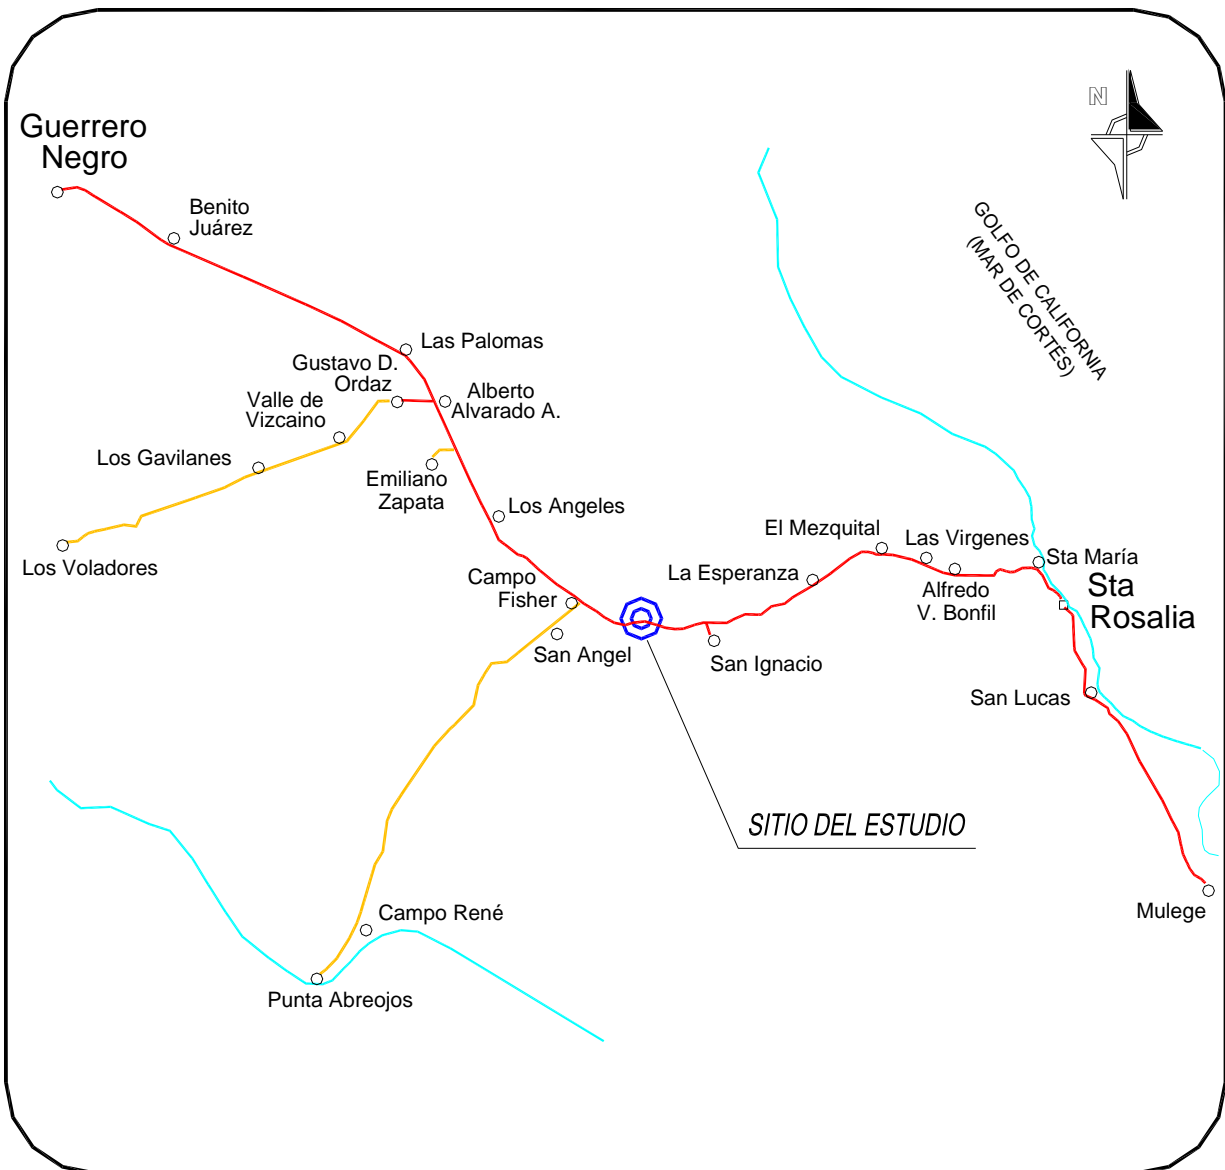 N
Guerrero
Negro
Benito
Juárez
GOLFO DE CALIFORNIA
(MAR DE CORTÉS)
Las Palomas
Gustavo D.
Ordaz
Alberto
Alvarado A.
Valle de
Vizcaino
Los Gavilanes
Emiliano
Zapata
Los Angeles
Los Voladores
El Mezquital
Las Virgenes
Sta María
La Esperanza
Alfredo
V. Bonfil
Sta
Rosalia
Campo
Fisher
San Angel
San Ignacio
San Lucas
SITIO DEL ESTUDIO
Campo René
Mulege
Punta Abreojos